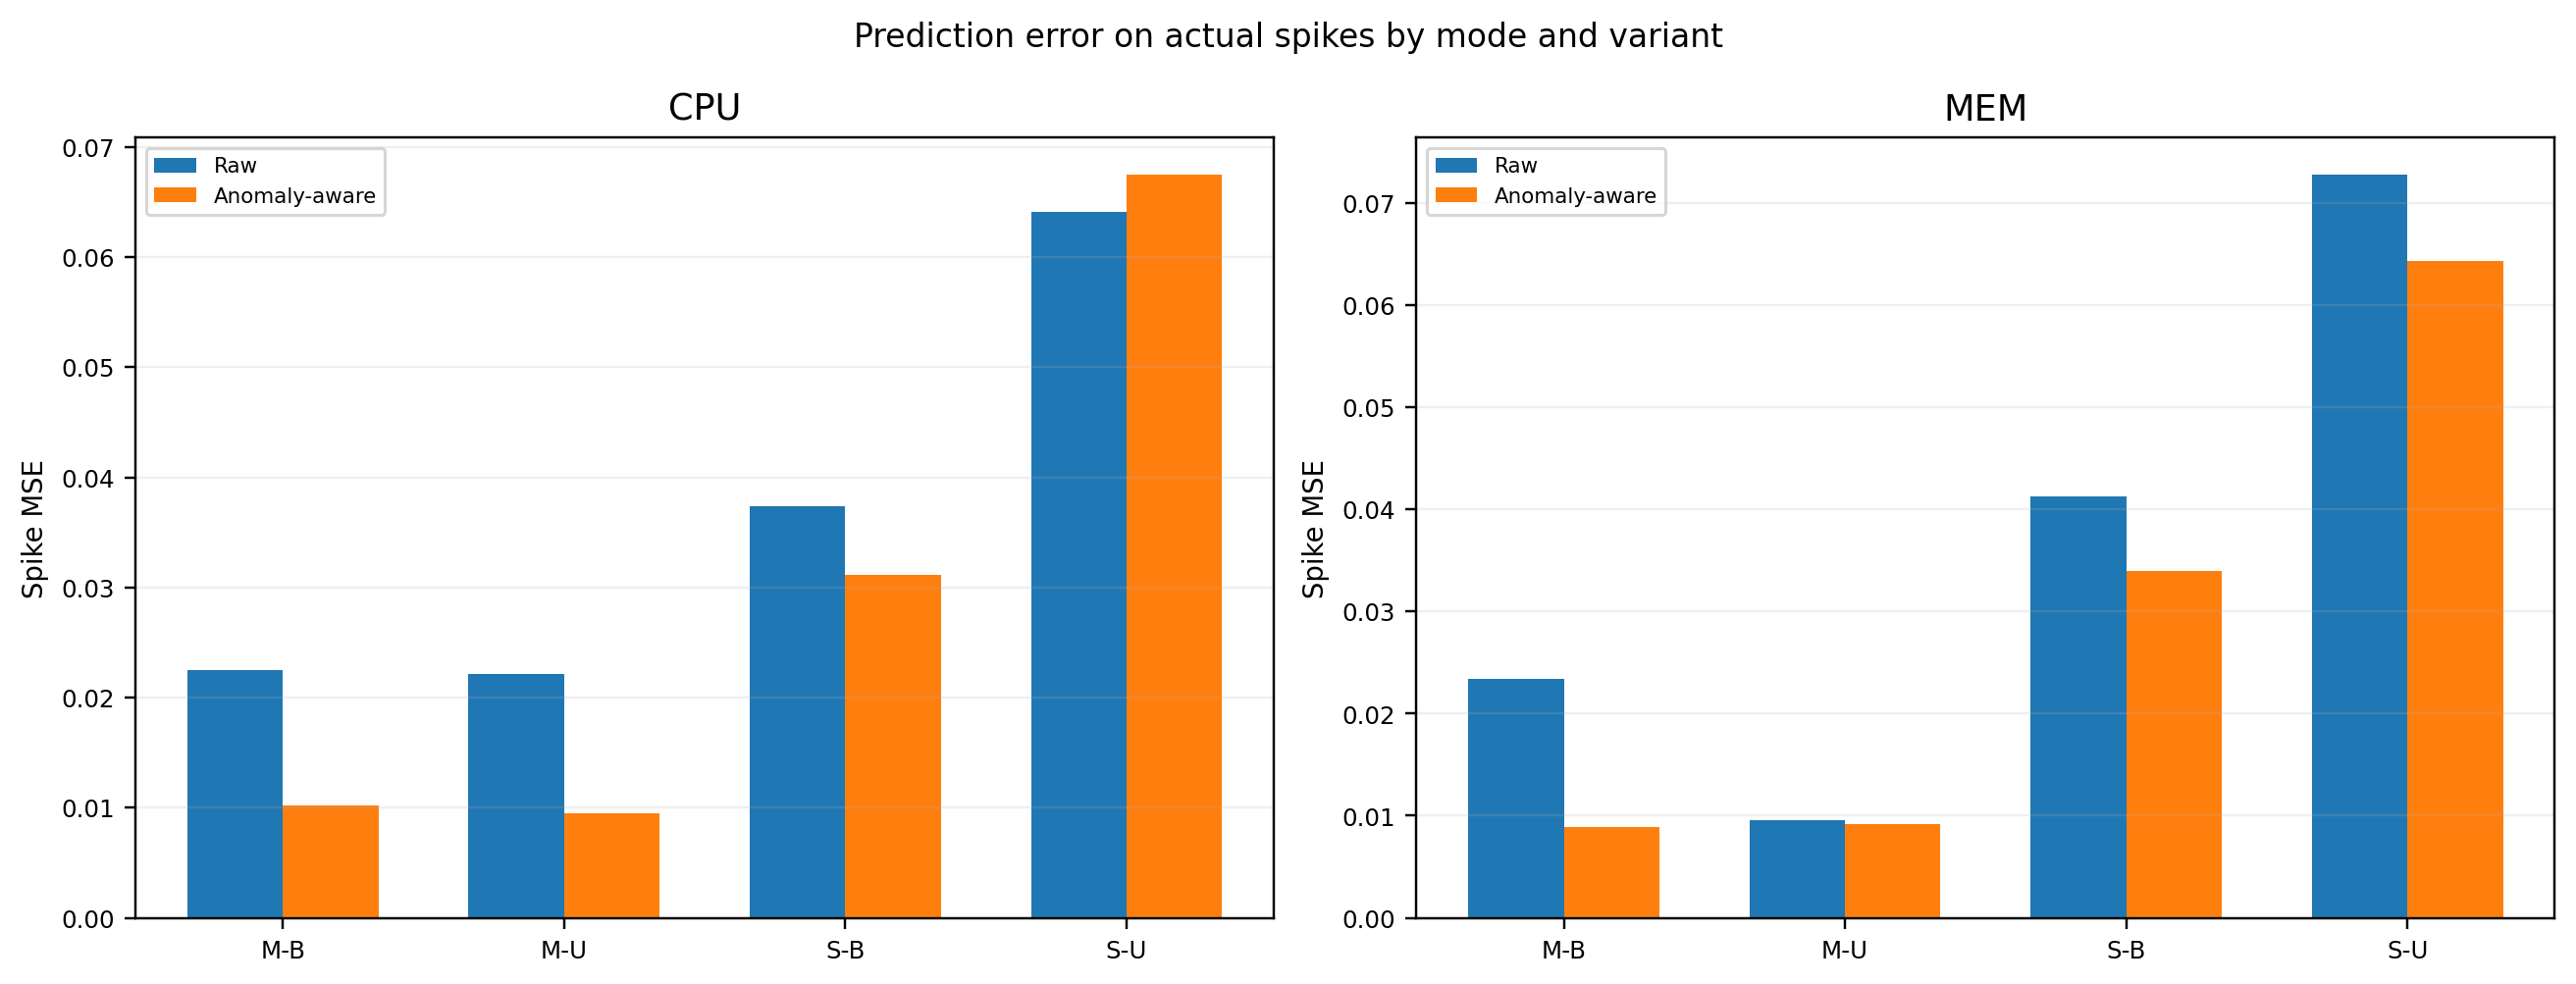 Prediction error on actual spikes by mode and variant
CPU
Raw
Anomaly-aware
Spike MSE
0.07
0.06
0.05
0.04
0.03
0.02
0.01
0.00
M-B
M-U
S-B
S-U
MEM
Raw
Anomaly-aware
Spike MSE
0.07
0.06
0.05
0.04
0.03
0.02
0.01
0.00
M-B
M-U
S-B
S-U